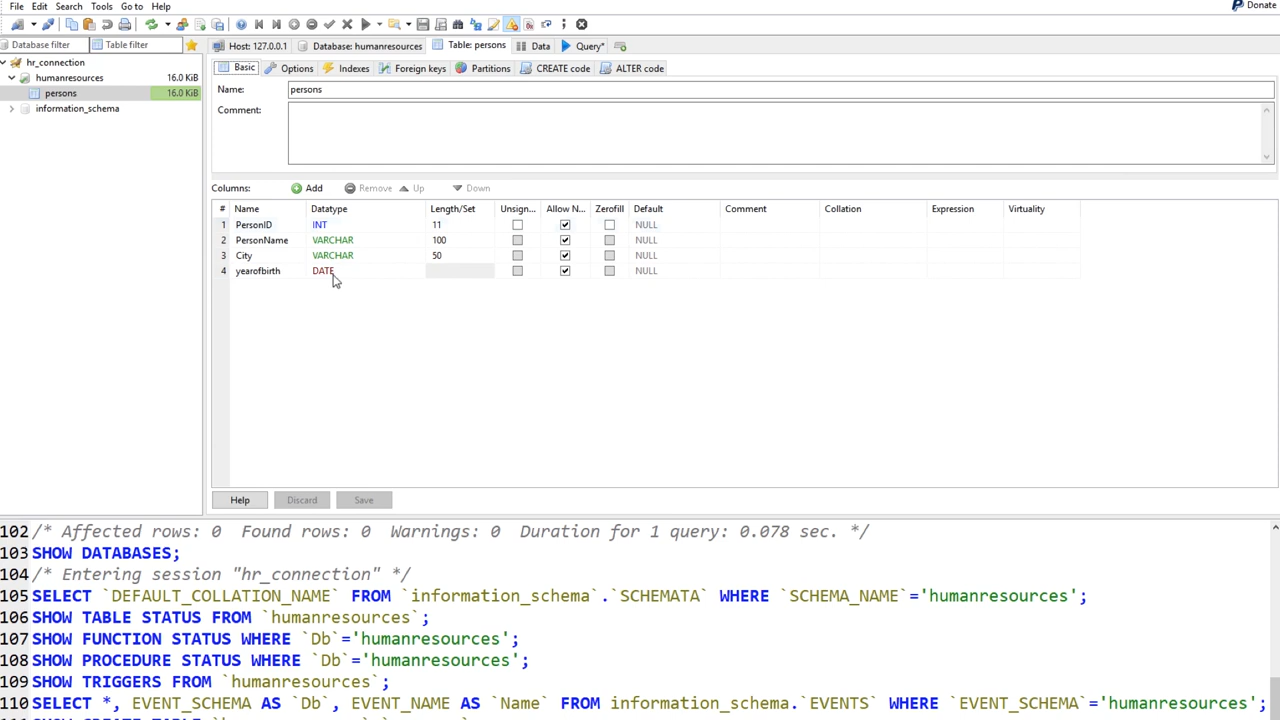 File Edit Search Tools Go to Help
Donate
Database filter Table filter Host: 127.0.0.1 Database: humanresources Table: persons Data Query*
hr_connection
humanresources 16.0 KiB
persons 16.0 KiB
information_schema
Basic Options Indexes Foreign keys Partitions CREATE code ALTER code
Name: persons
Comment:
Columns: Add Remove Up Down
# Name Datatype Length/Set Unsign... Allow N... Zerofill Default Comment Collation Expression Virtuality
1 PersonID INT 11 NULL
2 PersonName VARCHAR 100 NULL
3 City VARCHAR 50 NULL
4 yearofbirth DATE NULL
Help Discard Save
102 /* Affected rows: 0 Found rows: 0 Warnings: 0 Duration for 1 query: 0.078 sec. */
103 SHOW DATABASES;
104 /* Entering session "hr_connection" */
105 SELECT `DEFAULT_COLLATION_NAME` FROM `information_schema`.`SCHEMATA` WHERE `SCHEMA_NAME`='humanresources';
106 SHOW TABLE STATUS FROM `humanresources`;
107 SHOW FUNCTION STATUS WHERE `Db`='humanresources';
108 SHOW PROCEDURE STATUS WHERE `Db`='humanresources';
109 SHOW TRIGGERS FROM `humanresources`;
110 SELECT *, EVENT_SCHEMA AS `Db`, EVENT_NAME AS `Name` FROM information_schema.`EVENTS` WHERE `EVENT_SCHEMA`='humanresources';